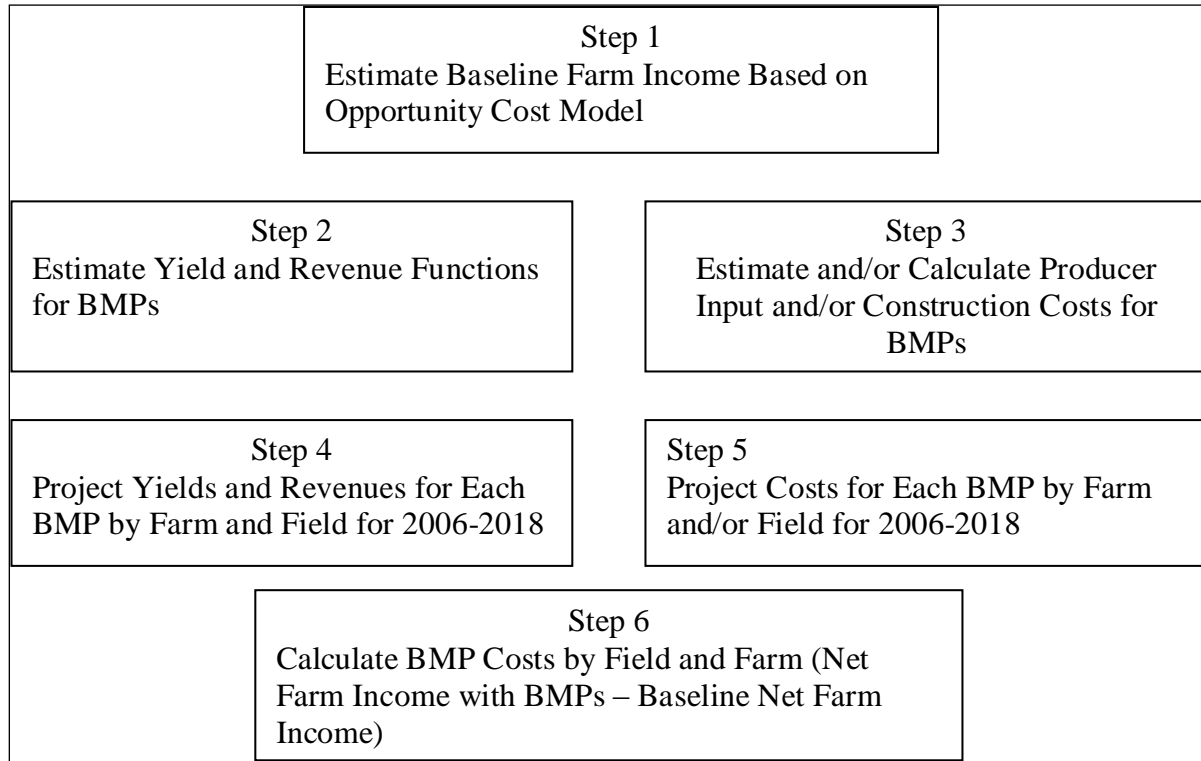 Step 1
Estimate Baseline Farm Income Based on
Opportunity Cost Model
Step 2
Estimate Yield and Revenue Functions
for BMPs
Step 3
Estimate and/or Calculate Producer
Input and/or Construction Costs for
BMPs
Step 4
Project Yields and Revenues for Each
BMP by Farm and Field for 2006-2018
Step 5
Project Costs for Each BMP by Farm
and/or Field for 2006-2018
Step 6
Calculate BMP Costs by Field and Farm (Net
Farm Income with BMPs – Baseline Net Farm
Income)